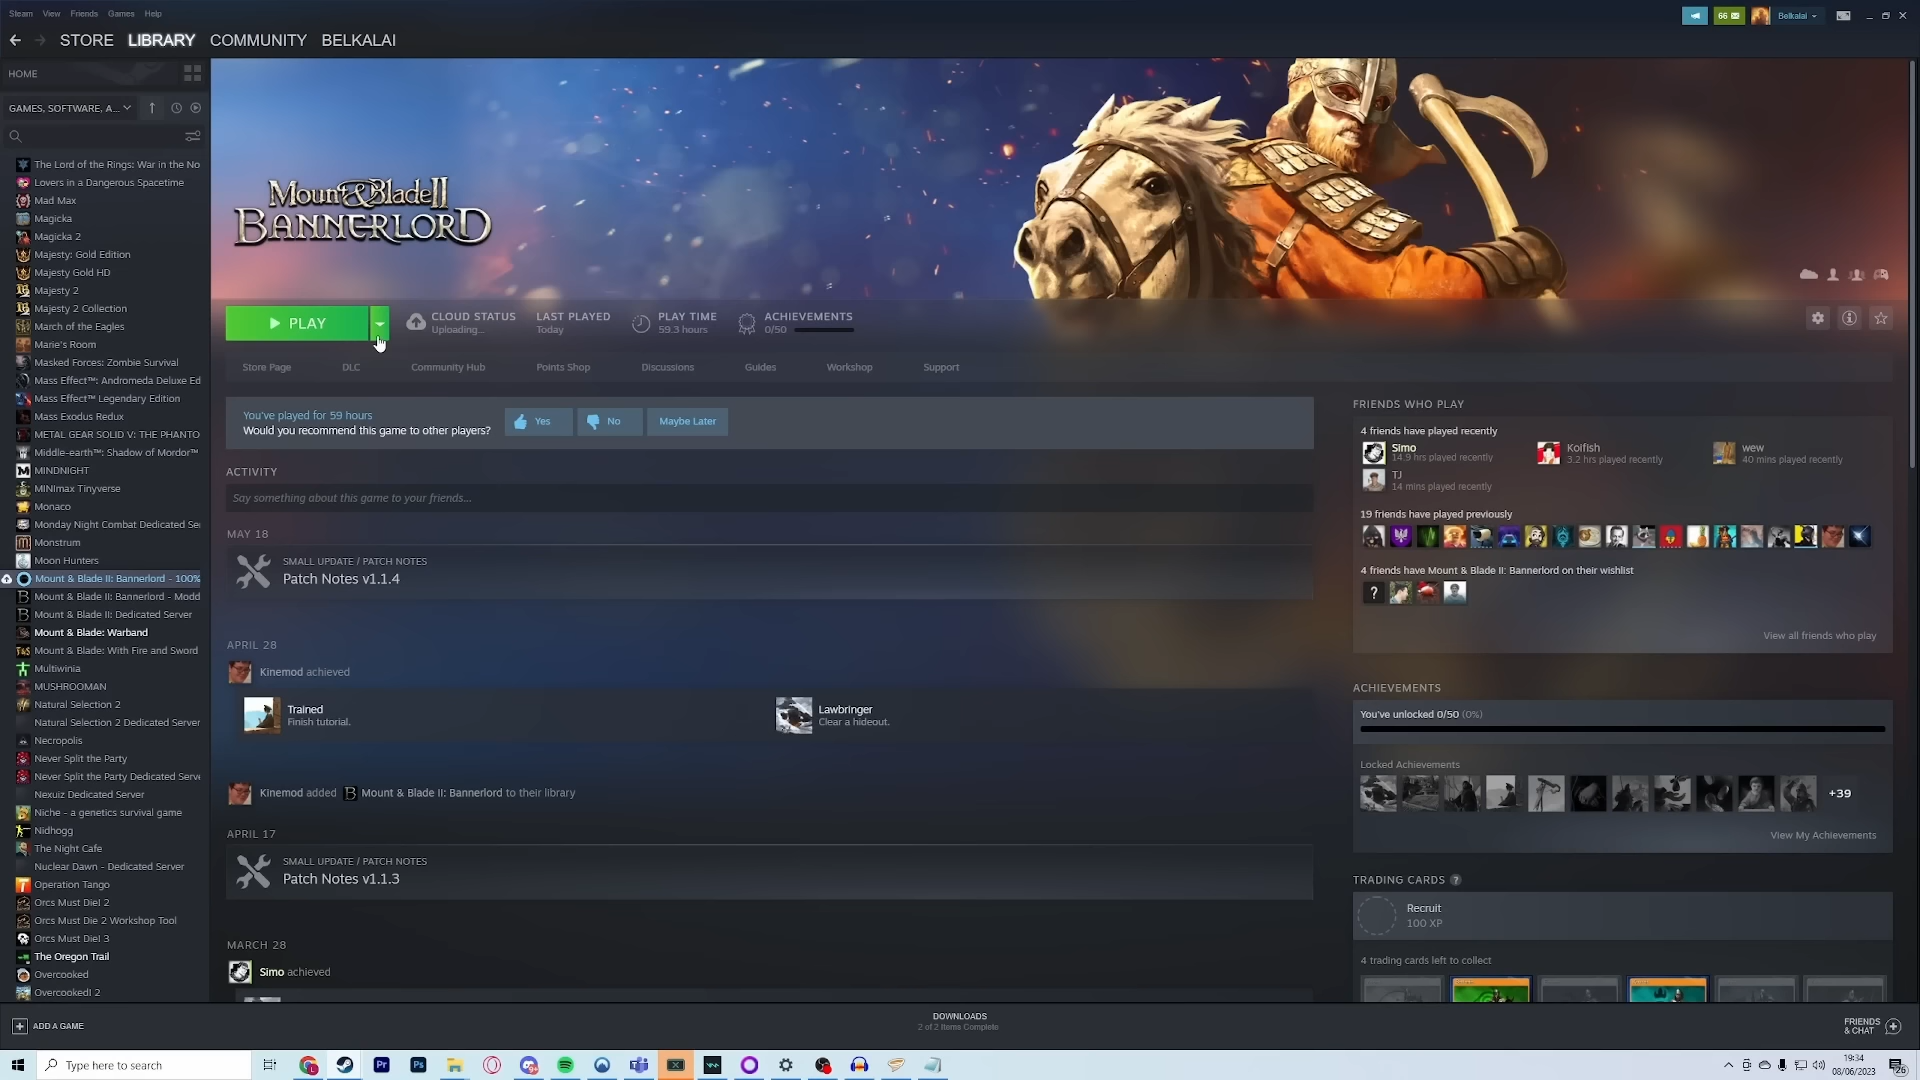 Steam View Friends Games Help
66
Belkalai
STORE LIBRARY COMMUNITY BELKALAI
HOME
GAMES, SOFTWARE, A...
The Lord of the Rings: War in the No
Lovers in a Dangerous Spacetime
Mad Max
Magicka
Magicka 2
Majesty: Gold Edition
Majesty Gold HD
Majesty 2
Majesty 2 Collection
March of the Eagles
Marie's Room
Masked Forces: Zombie Survival
Mass Effect™: Andromeda Deluxe Ed
Mass Effect™ Legendary Edition
Mass Exodus Redux
METAL GEAR SOLID V: THE PHANTO
Middle-earth™: Shadow of Mordor™
MINDNIGHT
MINImax Tinyverse
Monaco
Monday Night Combat Dedicated Ser
Monstrum
Moon Hunters
Mount & Blade II: Bannerlord - 100%
Mount & Blade II: Bannerlord - Modd
Mount & Blade II: Dedicated Server
Mount & Blade: Warband
Mount & Blade: With Fire and Sword
Multiwinia
MUSHROOMAN
Natural Selection 2
Natural Selection 2 Dedicated Server
Necropolis
Never Split the Party
Never Split the Party Dedicated Serve
Nexuiz Dedicated Server
Niche - a genetics survival game
Nidhogg
The Night Cafe
Nuclear Dawn - Dedicated Server
Operation Tango
Orcs Must Die! 2
Orcs Must Die 2 Workshop Tool
Orcs Must Die! 3
The Oregon Trail
Overcooked
Overcooked! 2
ADD A GAME
Mount&Blade II
BANNERLORD
PLAY
CLOUD STATUS
Uploading...
LAST PLAYED
Today
PLAY TIME
59.3 hours
ACHIEVEMENTS
0/50
Store Page DLC Community Hub Points Shop Discussions Guides Workshop Support
You've played for 59 hours
Would you recommend this game to other players?
Yes No Maybe Later
ACTIVITY
Say something about this game to your friends...
MAY 18
SMALL UPDATE / PATCH NOTES
Patch Notes v1.1.4
APRIL 28
Kinemod achieved
Trained
Finish tutorial.
Lawbringer
Clear a hideout.
Kinemod added Mount & Blade II: Bannerlord to their library
APRIL 17
SMALL UPDATE / PATCH NOTES
Patch Notes v1.1.3
MARCH 28
Simo achieved
FRIENDS WHO PLAY
4 friends have played recently
Simo
14.9 hrs played recently
Koifish
3.2 hrs played recently
wew
40 mins played recently
TJ
14 mins played recently
19 friends have played previously
4 friends have Mount & Blade II: Bannerlord on their wishlist
?
View all friends who play
ACHIEVEMENTS
You've unlocked 0/50 (0%)
Locked Achievements
+39
View My Achievements
TRADING CARDS ?
Recruit
100 XP
4 trading cards left to collect
DOWNLOADS
2 of 2 Items Complete
FRIENDS
& CHAT
Type here to search
Pr
Ps
19:34
08/06/2023
26